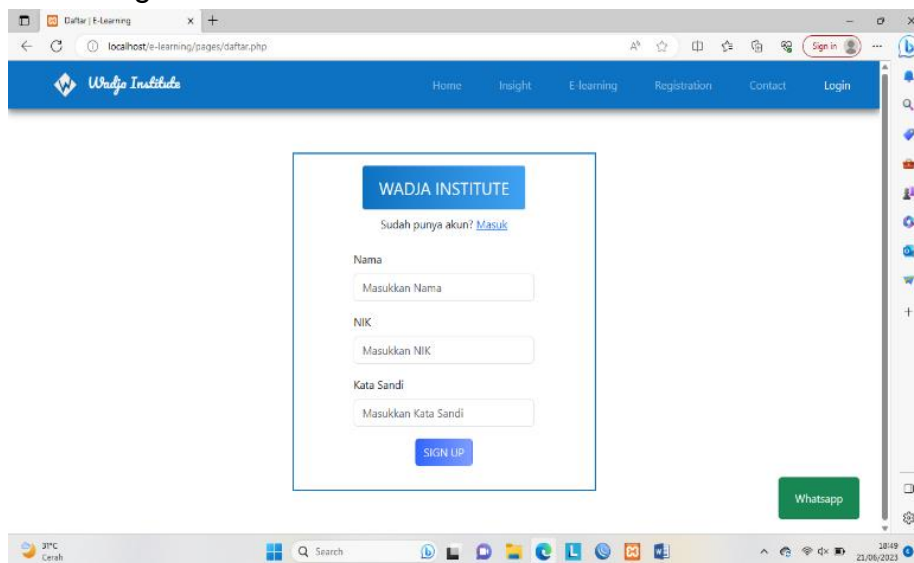 Daftar | E-Learning
localhost/e-learning/pages/daftar.php
Sign in
Wadja Institute
Home Insight E-learning Registration Contact Login
WADJA INSTITUTE
Sudah punya akun? Masuk
Nama
Masukkan Nama
NIK
Masukkan NIK
Kata Sandi
Masukkan Kata Sandi
SIGN UP
Whatsapp
31°C
Cerah
Search
18:49
21/06/2023